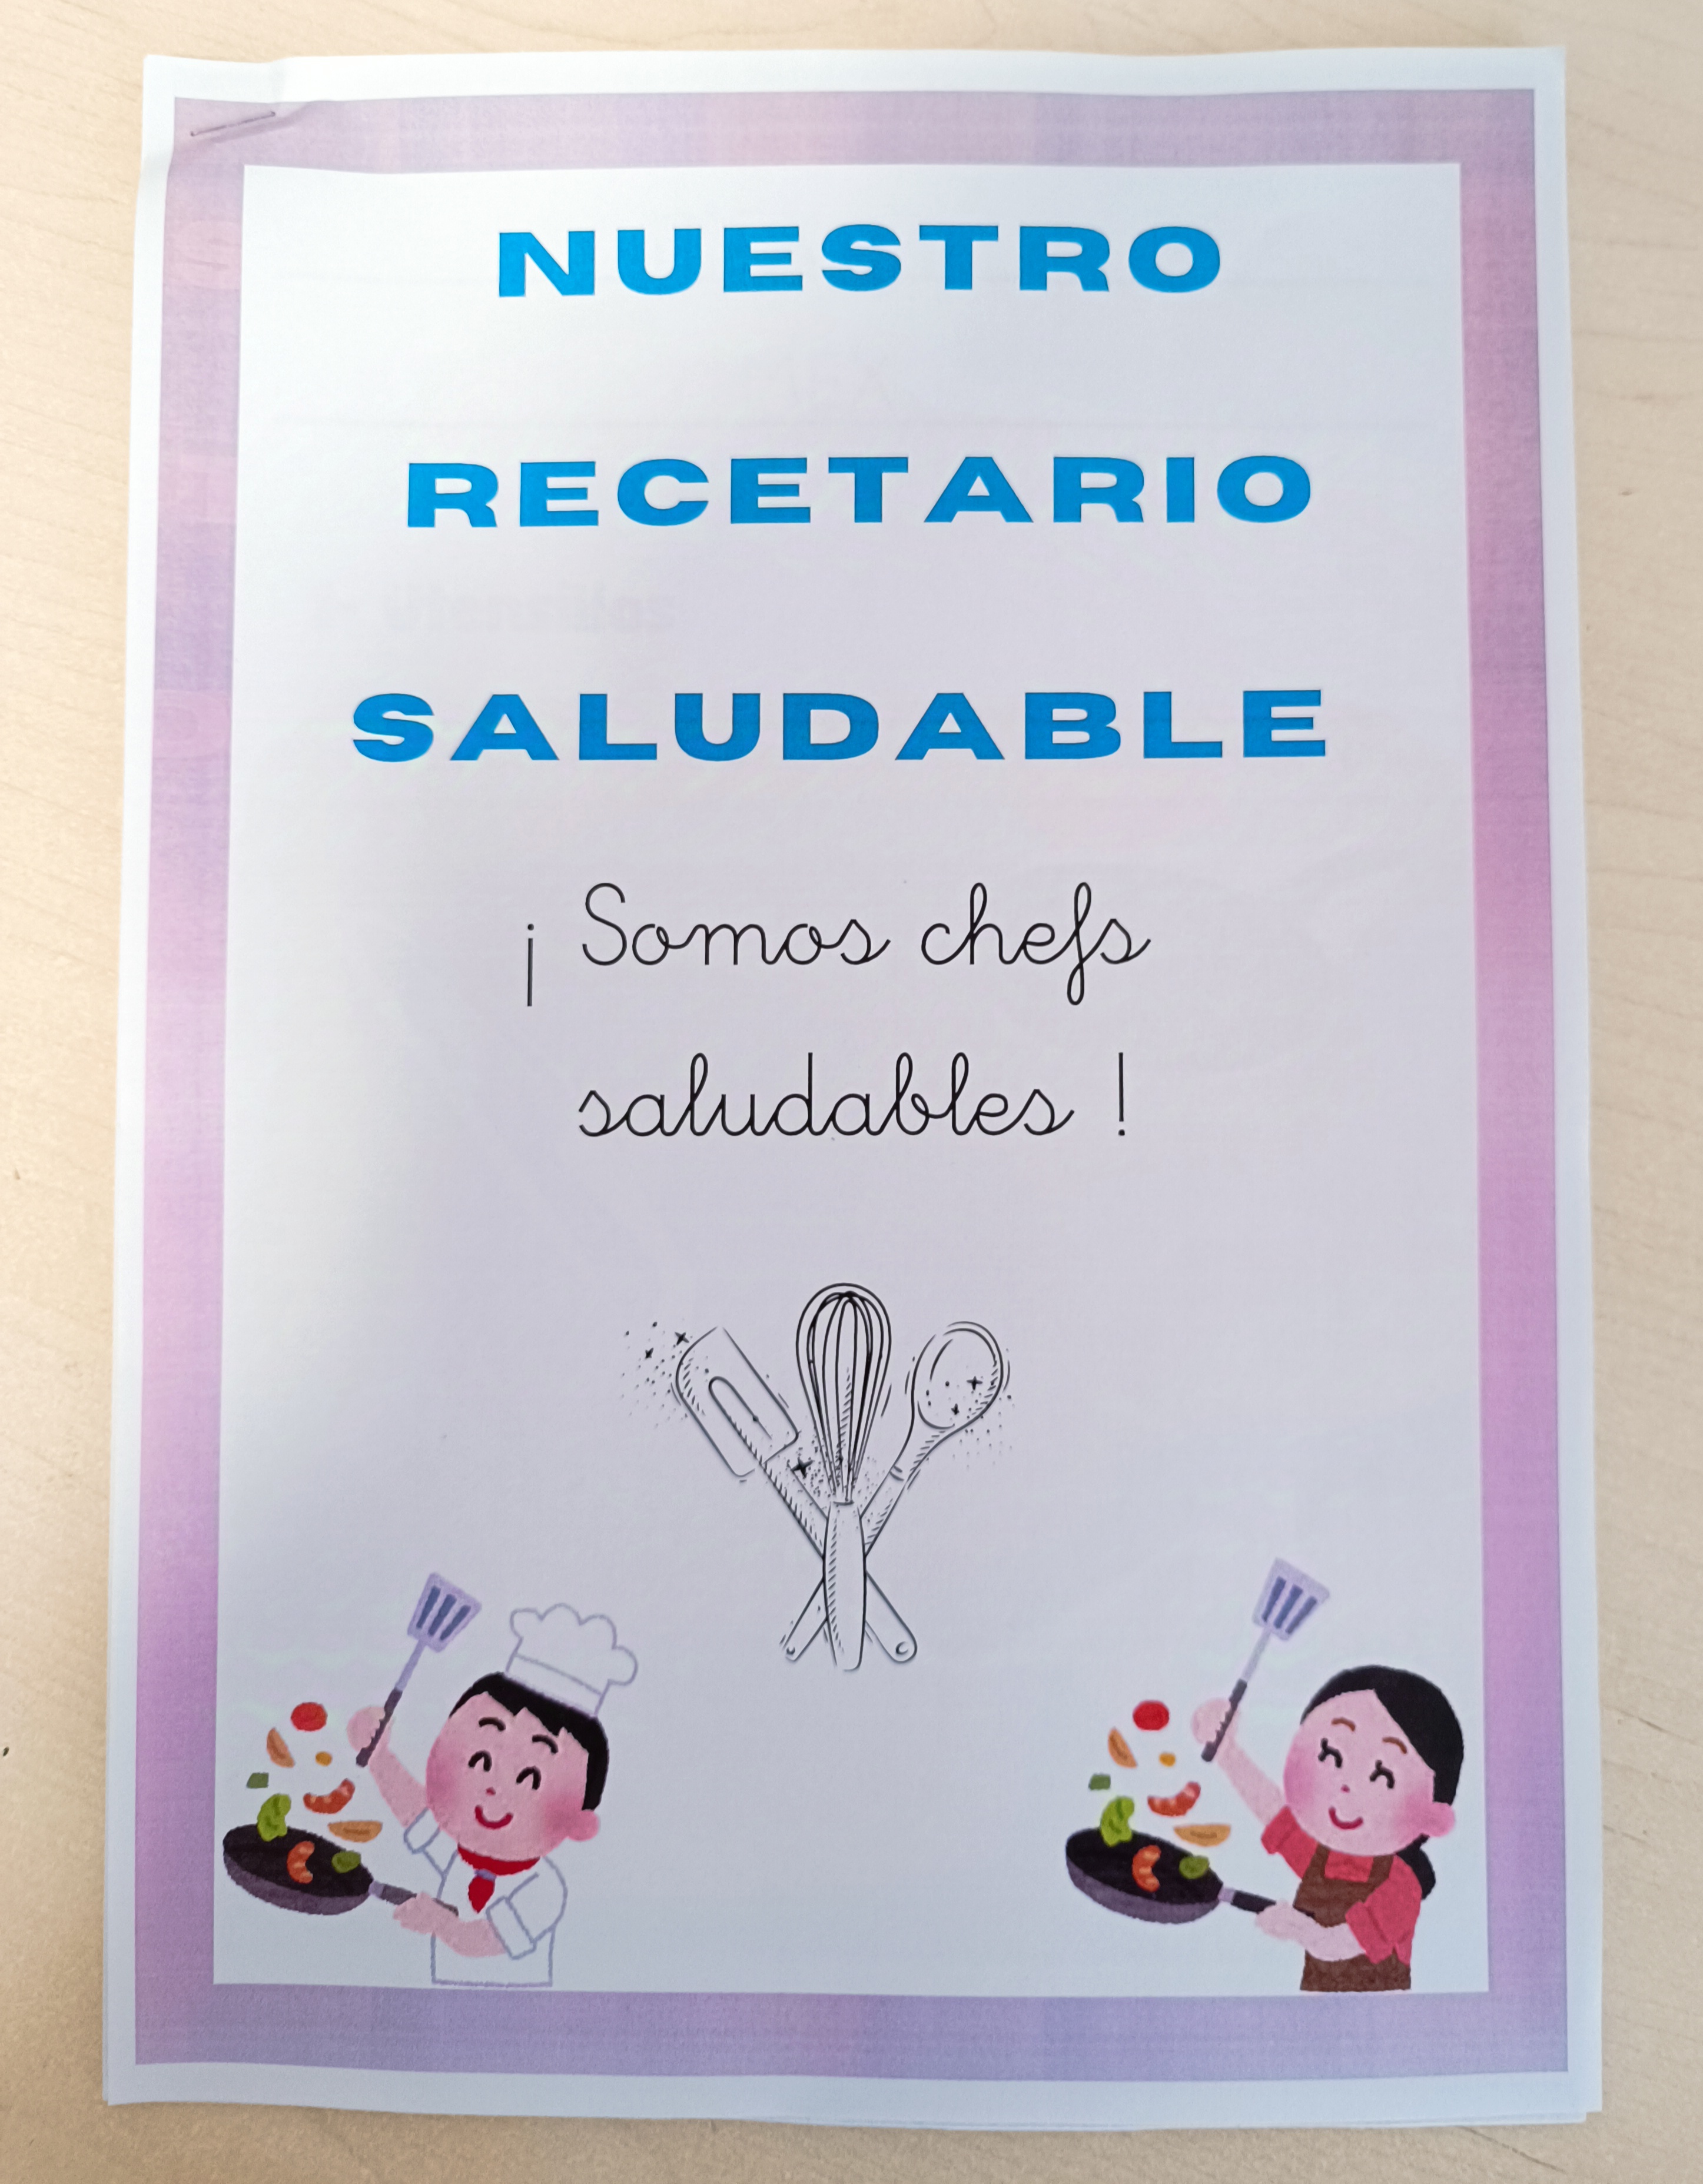 NUESTRO
RECETARIO
SALUDABLE
¡ Somos chefs
saludables !